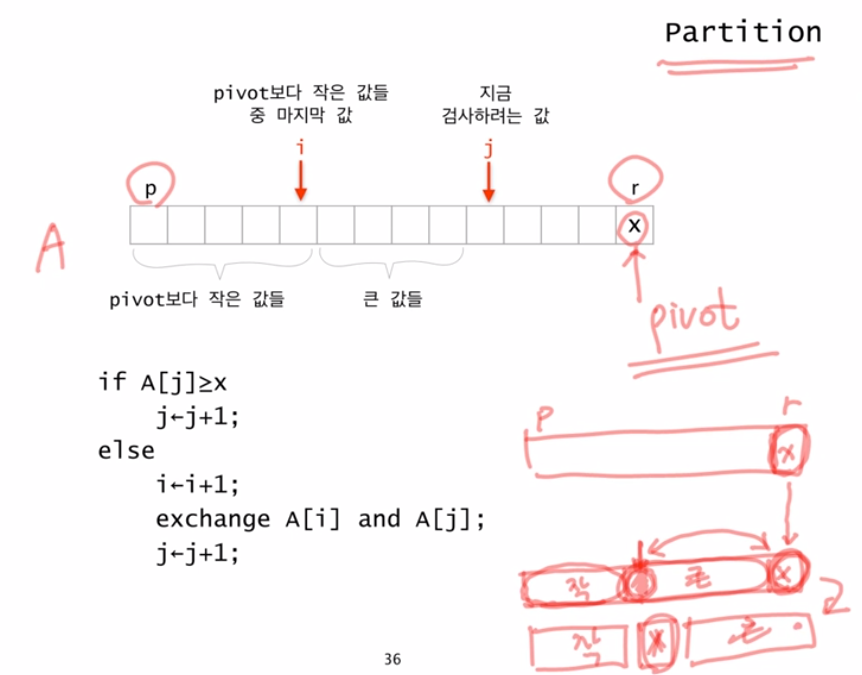 Partition
pivot보다 작은 값들
중 마지막 값
지금
검사하려는 값
i
j
p
r
A
x
pivot보다 작은 값들
큰 값들
pivot
if A[j]≥x
j←j+1;
else
i←i+1;
exchange A[i] and A[j];
j←j+1;
p
r
x
작
큰
x
작
x
큰
36